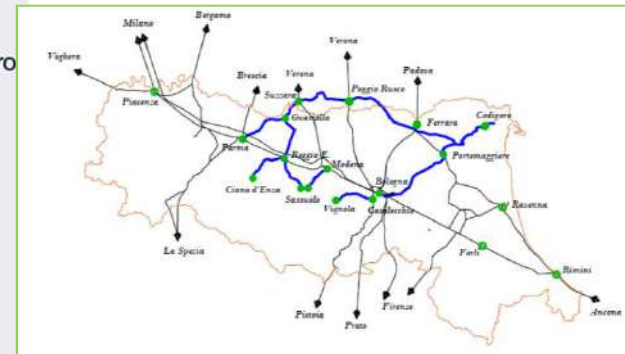 ro
Bergamo
Milano
Verona
Voghera
Brescia
Verona
Padova
Suzzara
Poggio Rusco
Piacenza
Codigoro
Guastalla
Ferrara
Parma
Portomaggiore
Reggio E.
Modena
Bologna
Ciano d'Enza
Sassuolo
Vignola
Casalecchio
Ravenna
La Spezia
Forlì
Rimini
Pistoia
Prato
Firenze
Ancona